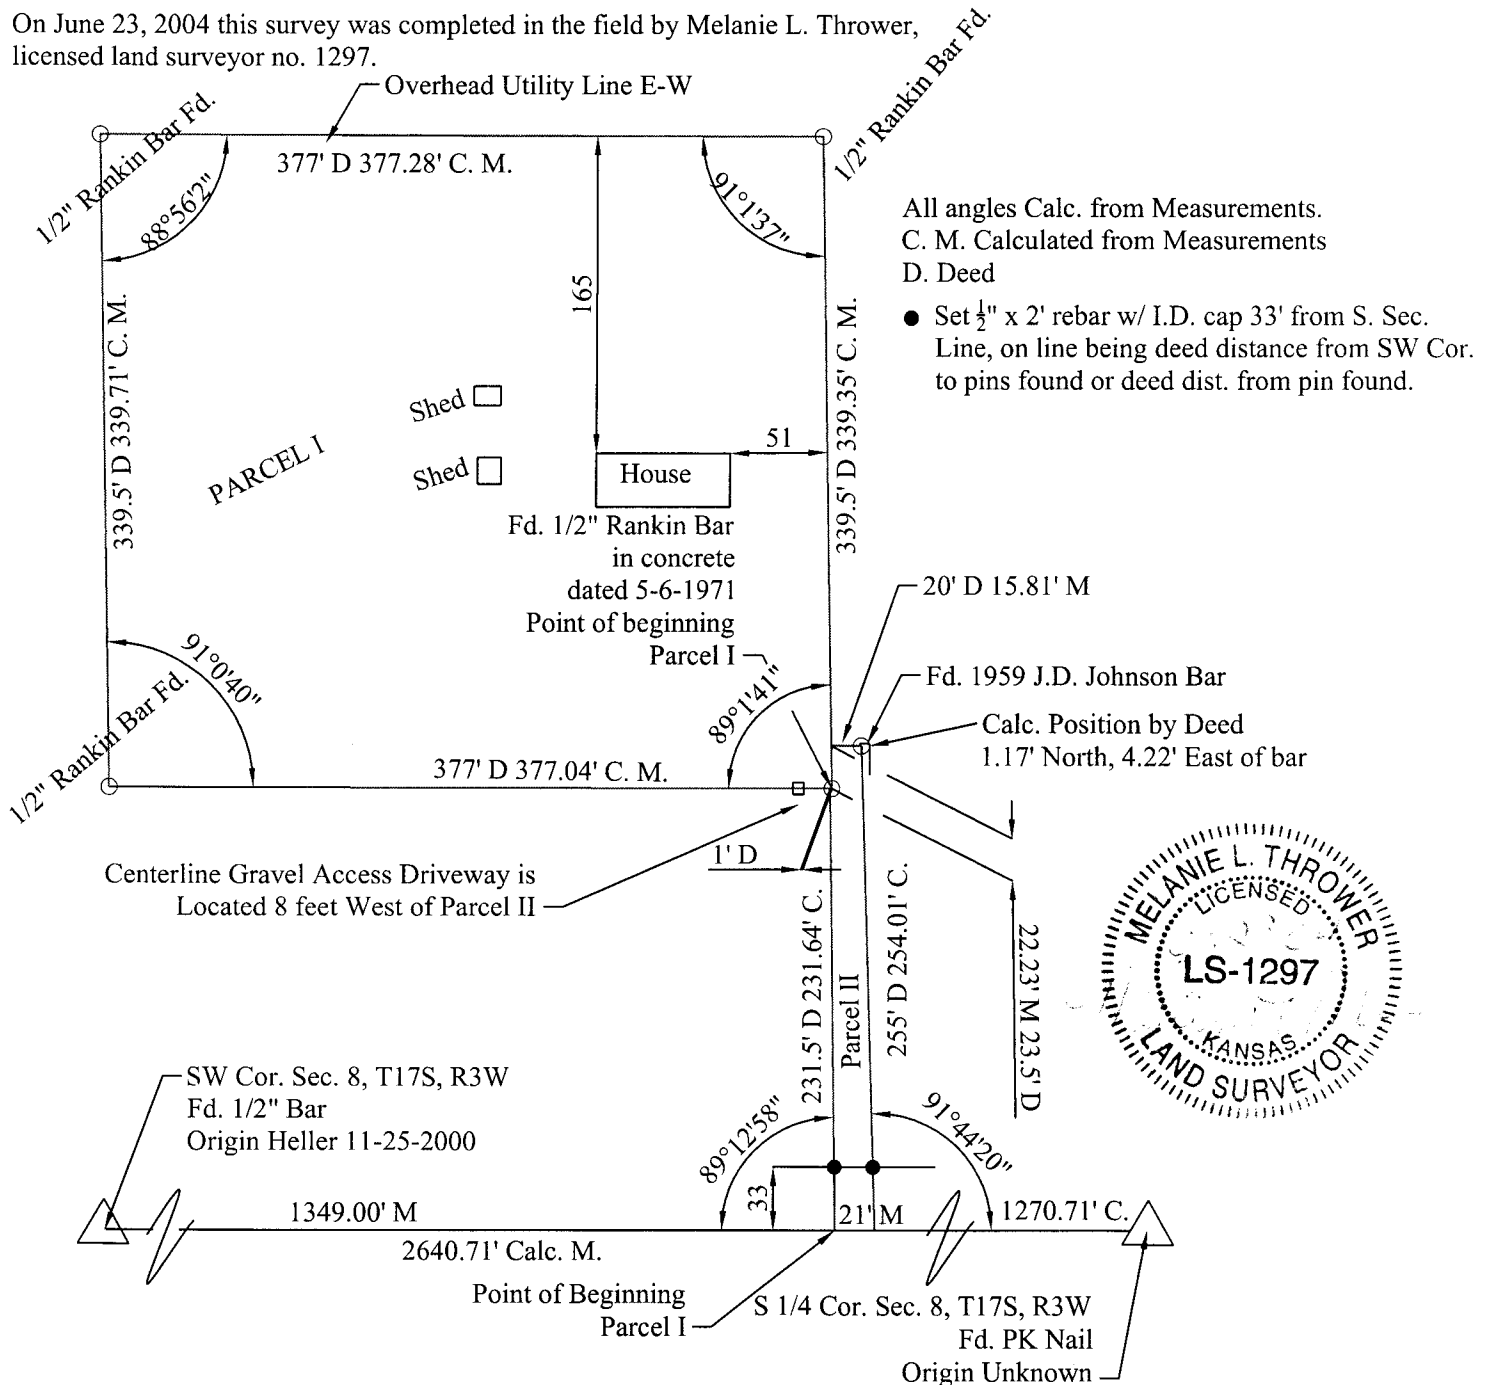 On June 23, 2004 this survey was completed in the field by Melanie L. Thrower,
licensed land surveyor no. 1297.
Overhead Utility Line E-W
1/2" Rankin Bar Fd.
1/2" Rankin Bar Fd.
377' D 377.28' C. M.
88°56'2"
91°1'37"
All angles Calc. from Measurements.
C. M. Calculated from Measurements
D. Deed
● Set ½" x 2' rebar w/ I.D. cap 33' from S. Sec.
Line, on line being deed distance from SW Cor.
to pins found or deed dist. from pin found.
165
339.5' D 339.71' C. M.
339.5' D 339.35' C. M.
Shed
Shed
PARCEL I
51
House
Fd. 1/2" Rankin Bar
in concrete
dated 5-6-1971
Point of beginning
Parcel I
20' D 15.81' M
Fd. 1959 J.D. Johnson Bar
Calc. Position by Deed
1.17' North, 4.22' East of bar
91°0'40"
89°1'41"
1/2" Rankin Bar Fd.
377' D 377.04' C. M.
1' D
Centerline Gravel Access Driveway is
Located 8 feet West of Parcel II
231.5' D 231.64' C.
Parcel II
255' D 254.01' C.
22.23' M 23.5' D
MELANIE L. THROWER
LICENSED
LS-1297
KANSAS
LAND SURVEYOR
SW Cor. Sec. 8, T17S, R3W
Fd. 1/2" Bar
Origin Heller 11-25-2000
89°12'58"
91°44'20"
33
1349.00' M
21' M
1270.71' C.
2640.71' Calc. M.
Point of Beginning
Parcel I
S 1/4 Cor. Sec. 8, T17S, R3W
Fd. PK Nail
Origin Unknown